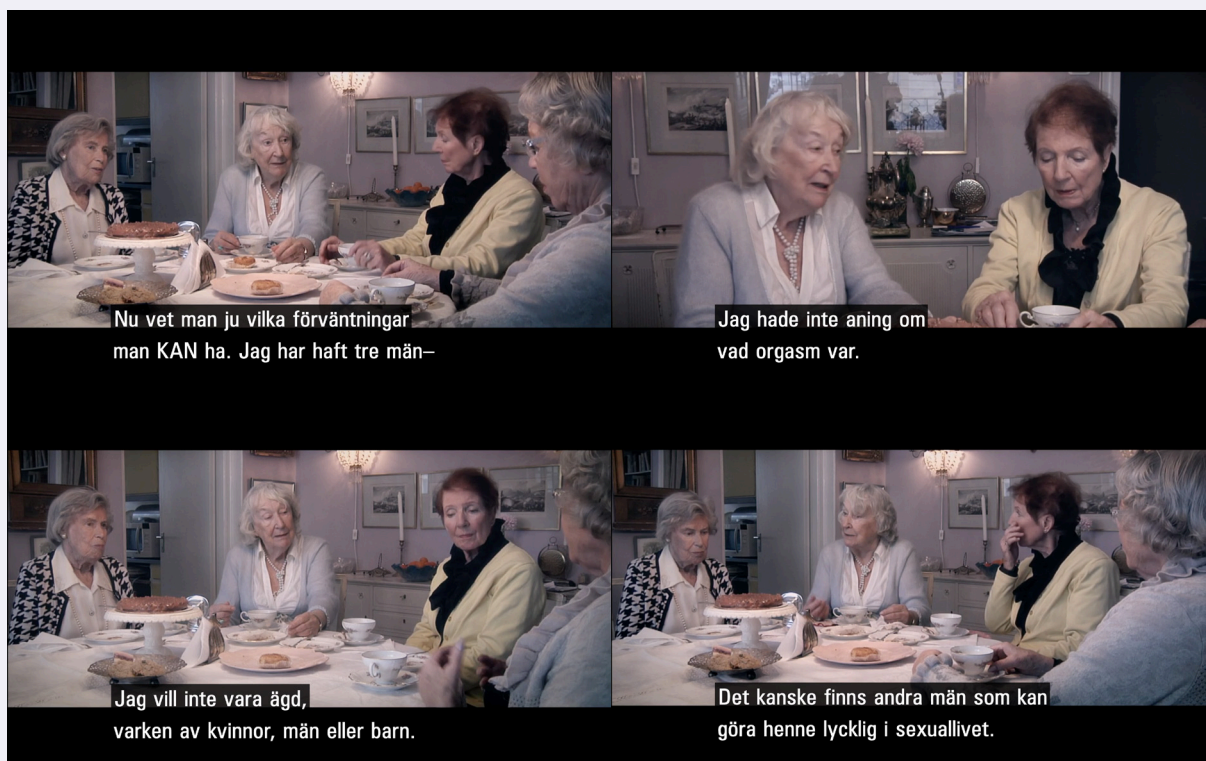 Nu vet man ju vilka förväntningar
man KAN ha. Jag har haft tre män–
Jag hade inte aning om
vad orgasm var.
Jag vill inte vara ägd,
varken av kvinnor, män eller barn.
Det kanske finns andra män som kan
göra henne lycklig i sexuallivet.